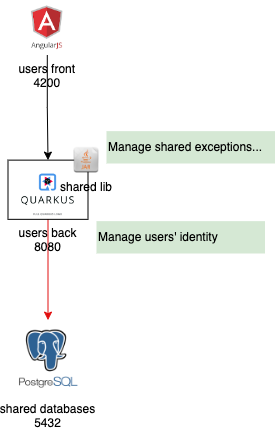 AngularJS
users front
4200
Manage shared exceptions...
shared lib
QUARKUS
users back
8080
Manage users' identity
PostgreSQL
shared databases
5432